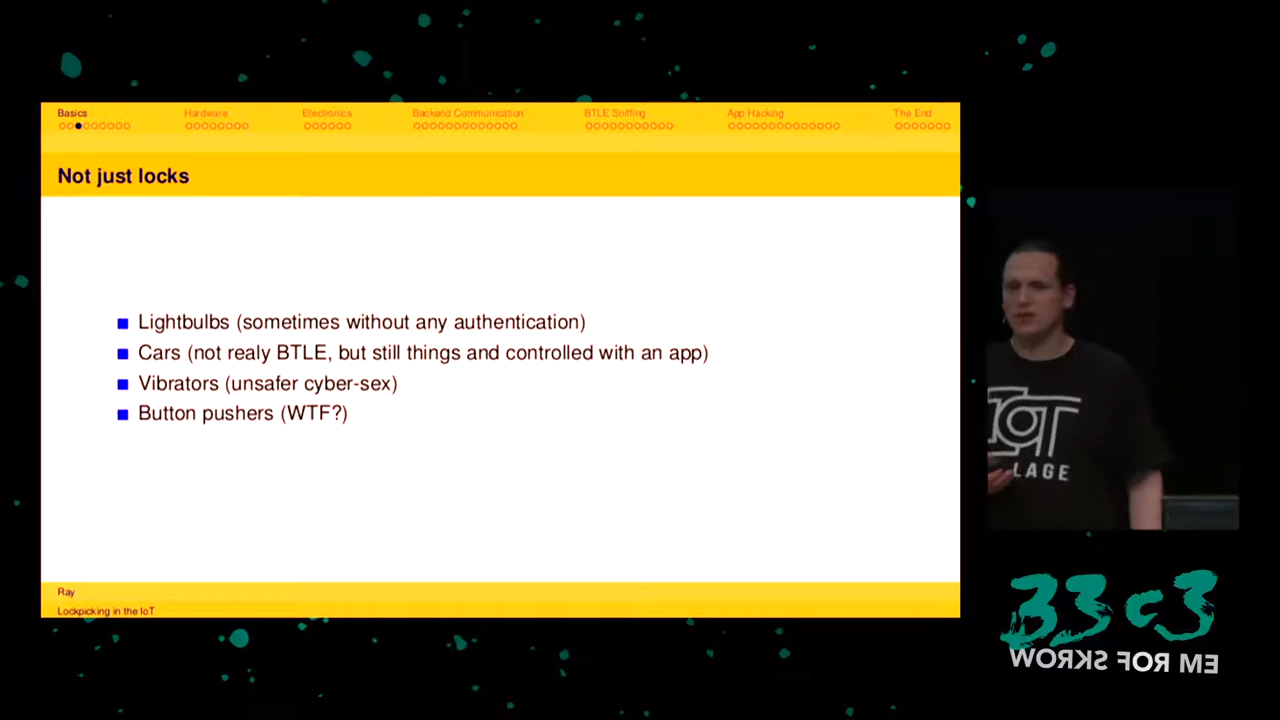 Basics Hardware Electronics Backend Communication BTLE Sniffing App Hacking The End
Not just locks
Lightbulbs (sometimes without any authentication)
Cars (not realy BTLE, but still things and controlled with an app)
Vibrators (unsafer cyber-sex)
Button pushers (WTF?)
Ray
Lockpicking in the IoT
IoT
LAGE
33c3
WORKS FOR ME